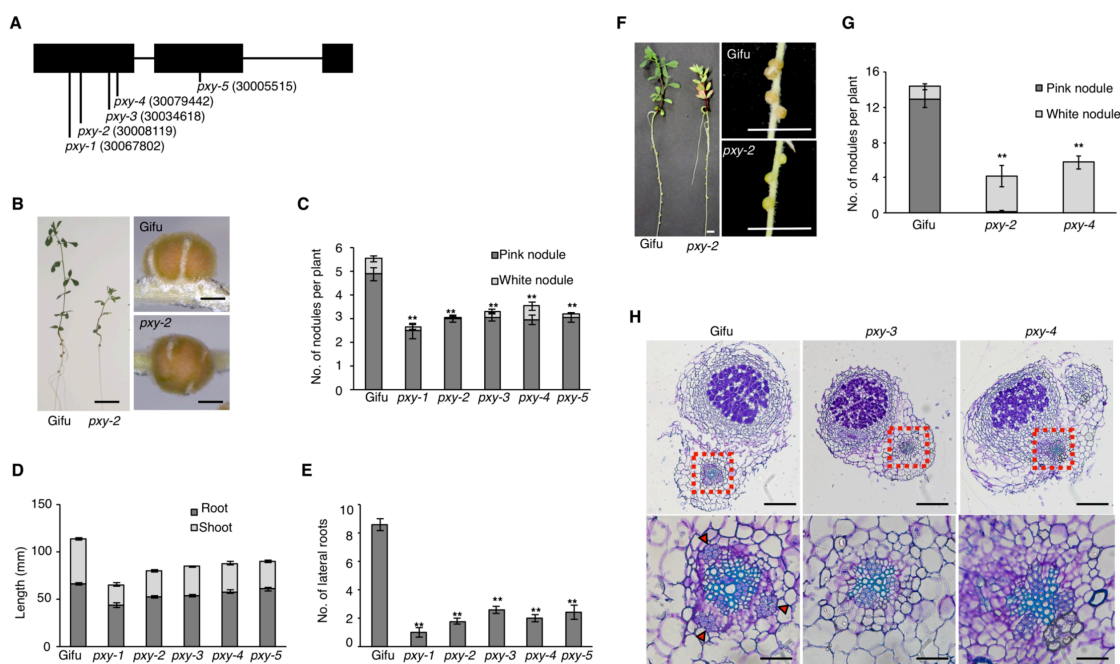 A
pxy-5 (30005515)
pxy-4 (30079442)
pxy-3 (30034618)
pxy-2 (30008119)
pxy-1 (30067802)
B
Gifu
pxy-2
Gifu pxy-2
C
No. of nodules per plant
6
5
4
3
2
1
0
Pink nodule
White nodule
** ** ** ** **
Gifu pxy-1 pxy-2 pxy-3 pxy-4 pxy-5
D
Length (mm)
150
100
50
0
Root
Shoot
Gifu pxy-1 pxy-2 pxy-3 pxy-4 pxy-5
E
No. of lateral roots
10
8
6
4
2
0
** ** ** ** **
Gifu pxy-1 pxy-2 pxy-3 pxy-4 pxy-5
F
Gifu
pxy-2
Gifu pxy-2
G
No. of nodules per plant
16
12
8
4
0
Pink nodule
White nodule
** **
Gifu pxy-2 pxy-4
H
Gifu pxy-3 pxy-4